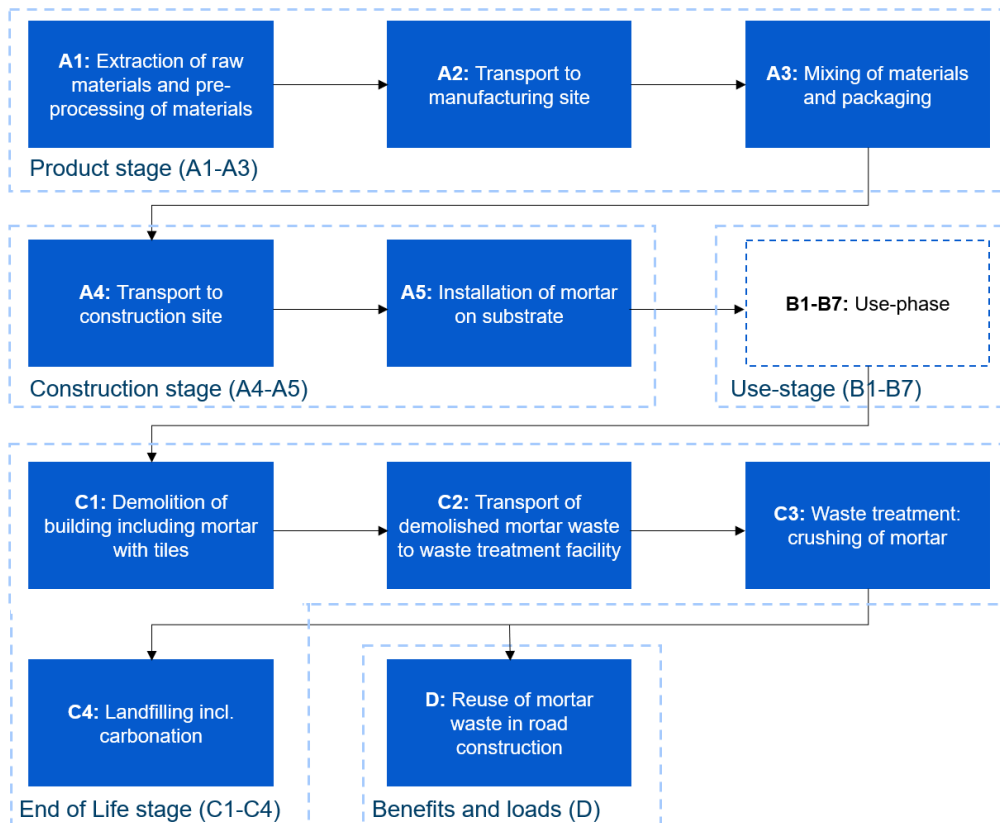 A1: Extraction of raw
materials and pre-
processing of materials
A2: Transport to
manufacturing site
A3: Mixing of materials
and packaging
Product stage (A1-A3)
A4: Transport to
construction site
A5: Installation of mortar
on substrate
B1-B7: Use-phase
Construction stage (A4-A5)
Use-stage (B1-B7)
C1: Demolition of
building including mortar
with tiles
C2: Transport of
demolished mortar waste
to waste treatment facility
C3: Waste treatment:
crushing of mortar
C4: Landfilling incl.
carbonation
D: Reuse of mortar
waste in road
construction
End of Life stage (C1-C4)
Benefits and loads (D)